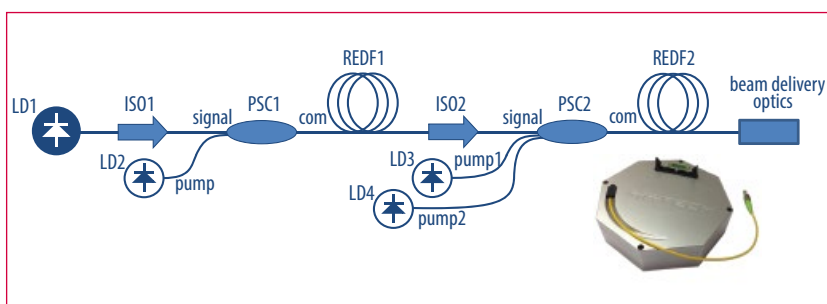 LD1
ISO1
signal
PSC1
com
REDF1
LD2
pump
ISO2
signal
PSC2
com
REDF2
beam delivery
optics
LD3
pump1
LD4
pump2